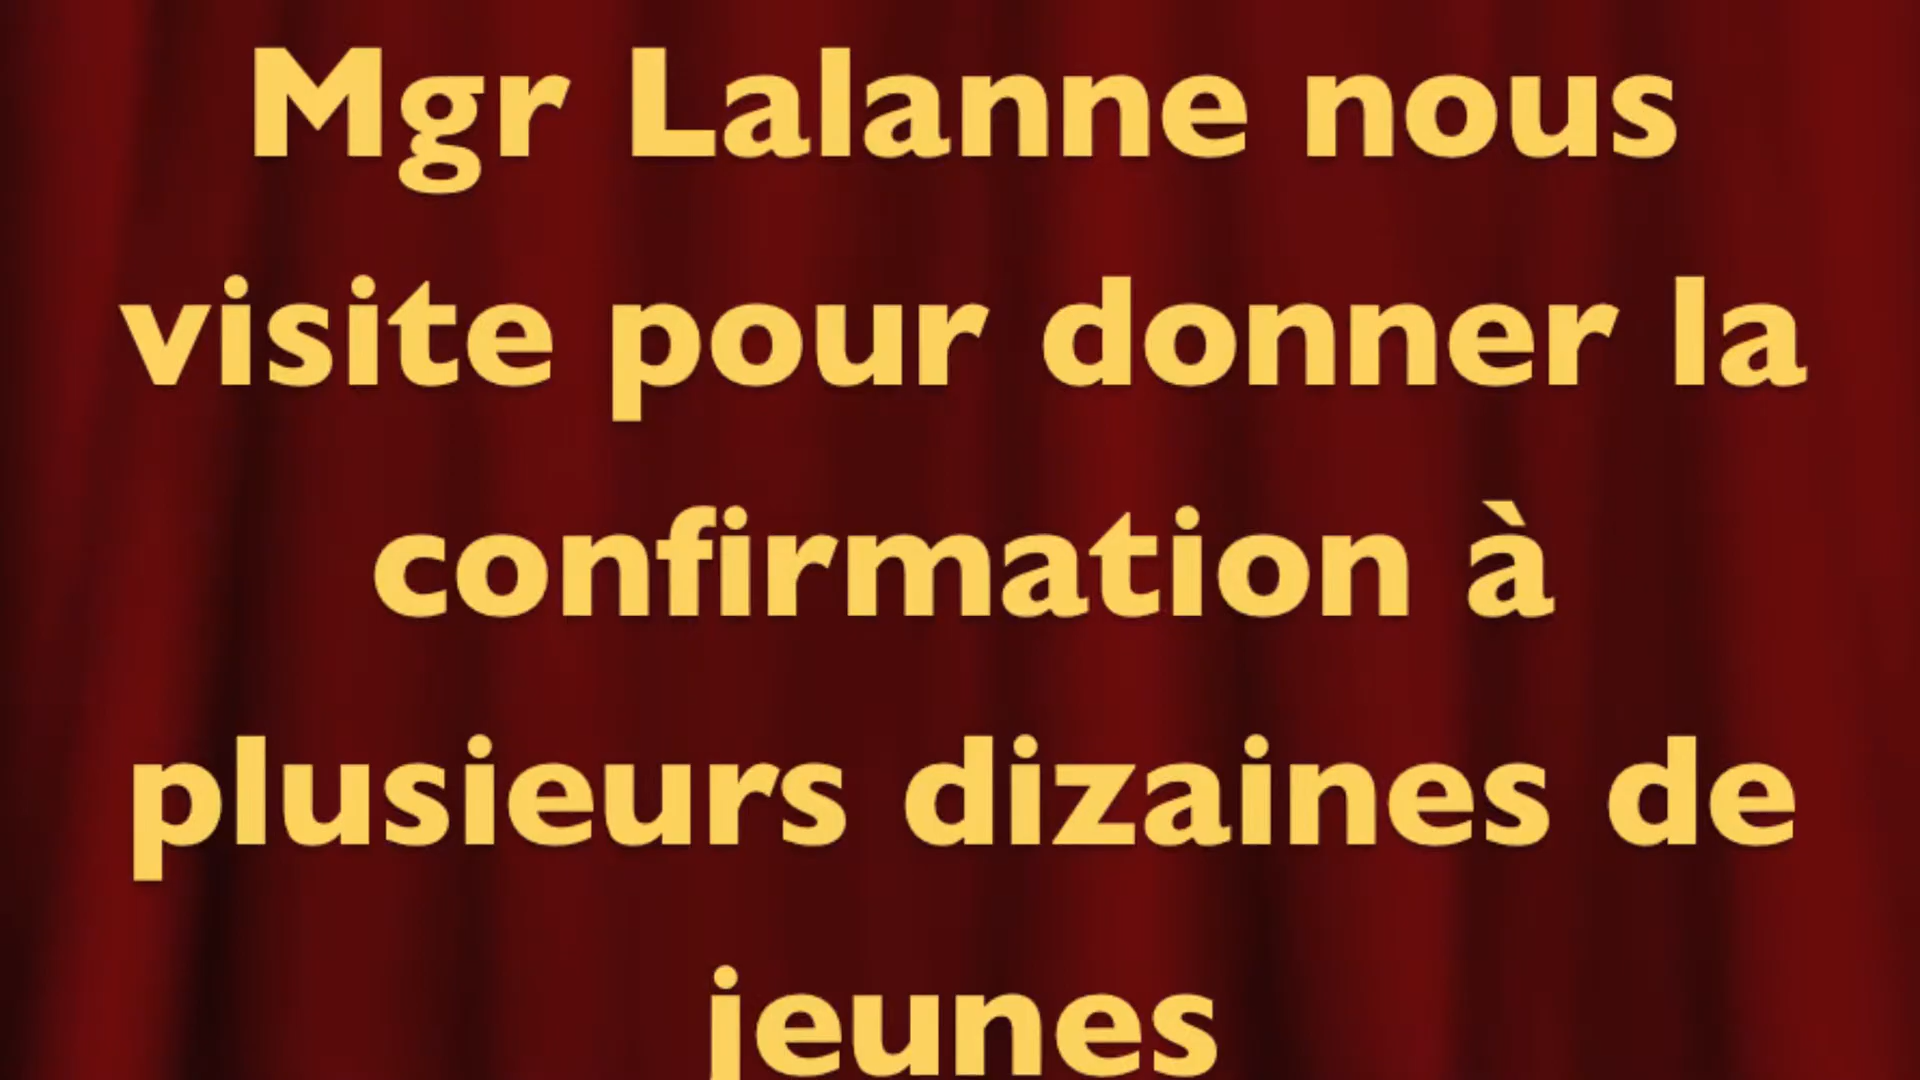 Mgr Lalanne nous
visite pour donner la
confirmation à
plusieurs dizaines de
jeunes